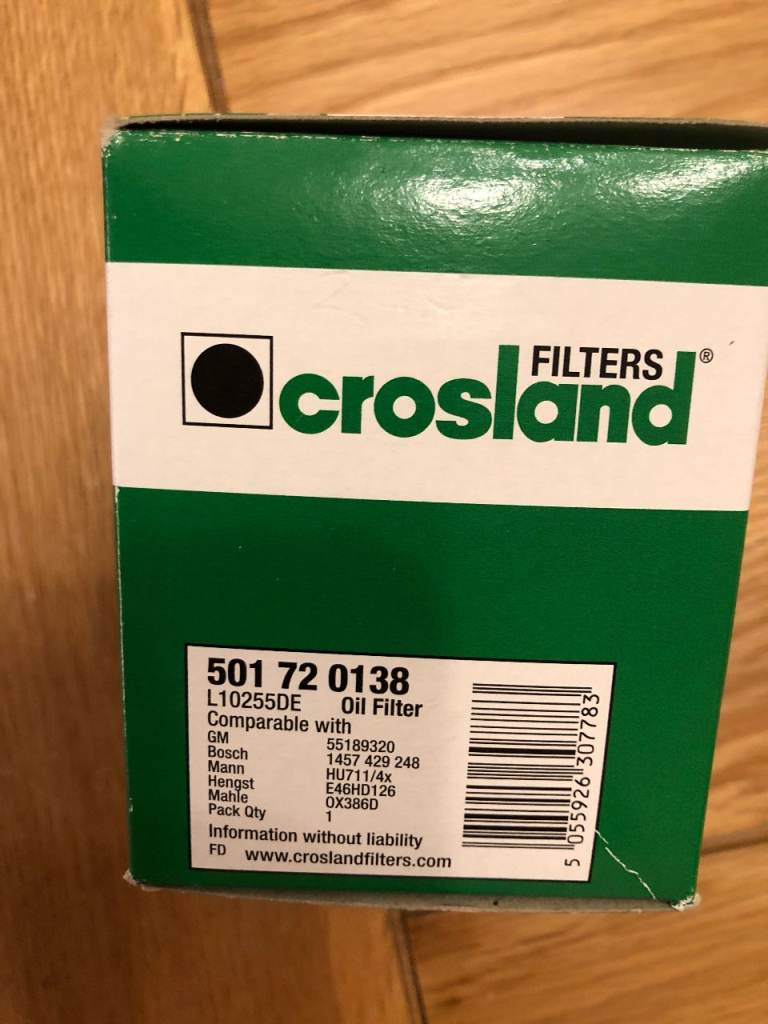 FILTERS
crosland®
501 72 0138
L10255DE Oil Filter
Comparable with
GM 55189320
Bosch 1457 429 248
Mann HU711/4x
Hengst E46HD126
Mahle OX386D
Pack Qty 1
Information without liability
FD www.croslandfilters.com
5 055926 307783